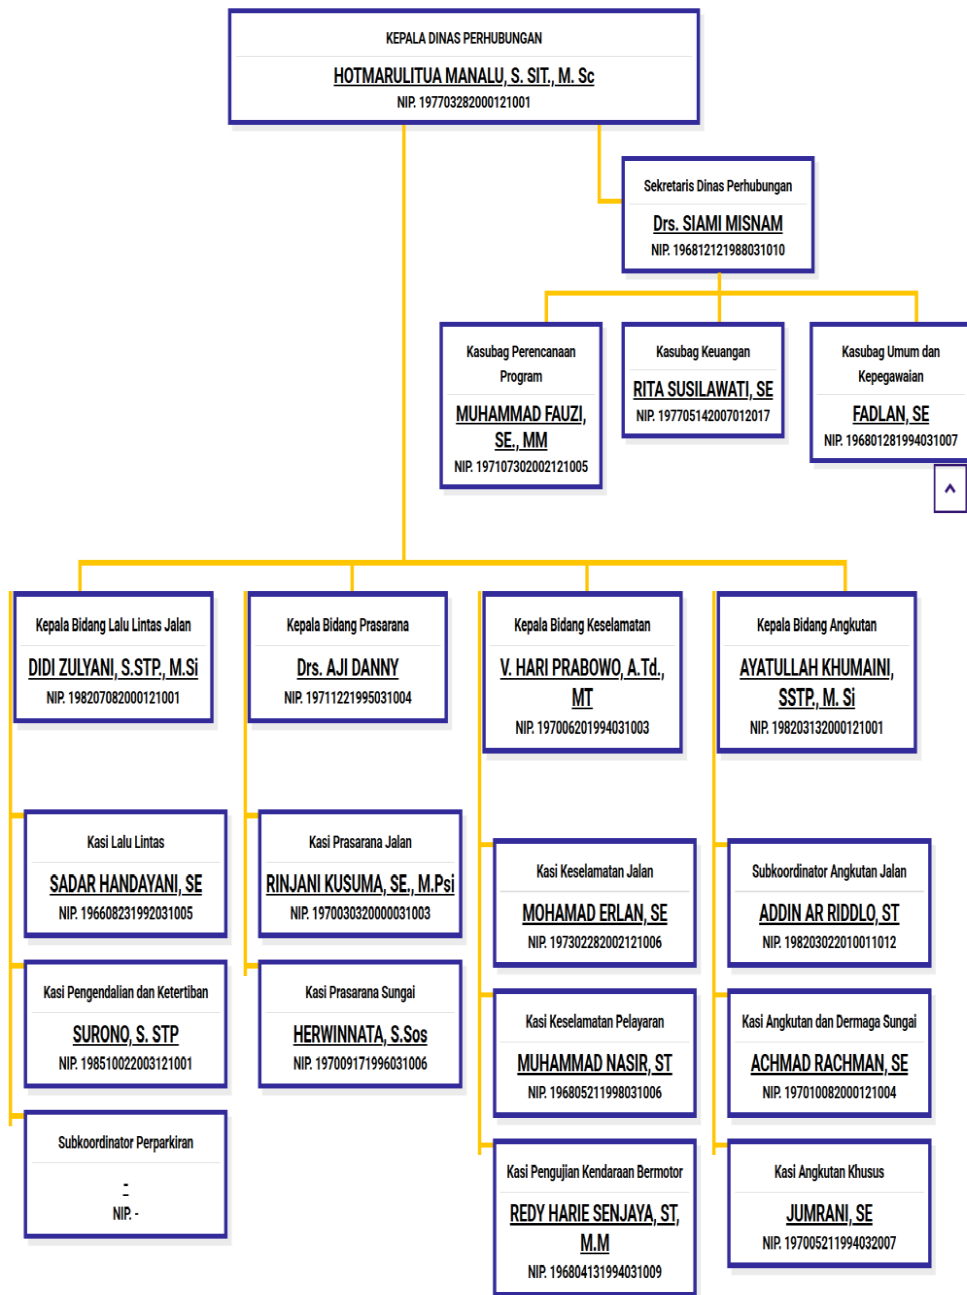 KEPALA DINAS PERHUBUNGAN
HOTMARULITUA MANALU, S. SIT., M. Sc
NIP. 197703282000121001
Sekretaris Dinas Perhubungan
Drs. SIAMI MISNAM
NIP. 196812121988031010
Kasubag Perencanaan
Program
MUHAMMAD FAUZI,
SE., MM
NIP. 197107302002121005
Kasubag Keuangan
RITA SUSILAWATI, SE
NIP. 197705142007012017
Kasubag Umum dan
Kepegawaian
FADLAN, SE
NIP. 196801281994031007
Kepala Bidang Lalu Lintas Jalan
DIDI ZULYANI, S.STP., M.Si
NIP. 198207082000121001
Kasi Lalu Lintas
SADAR HANDAYANI, SE
NIP. 196608231992031005
Kasi Pengendalian dan Ketertiban
SURONO, S. STP
NIP. 198510022003121001
Subkoordinator Perparkiran
-
NIP. -
Kepala Bidang Prasarana
Drs. AJI DANNY
NIP. 19711221995031004
Kasi Prasarana Jalan
RINJANI KUSUMA, SE., M.Psi
NIP. 1970030320000031003
Kasi Prasarana Sungai
HERWINNATA, S.Sos
NIP. 197009171996031006
Kepala Bidang Keselamatan
V. HARI PRABOWO, A.Td.,
MT
NIP. 197006201994031003
Kasi Keselamatan Jalan
MOHAMAD ERLAN, SE
NIP. 197302282002121006
Kasi Keselamatan Pelayaran
MUHAMMAD NASIR, ST
NIP. 196805211998031006
Kasi Pengujian Kendaraan Bermotor
REDY HARIE SENJAYA, ST,
M.M
NIP. 196804131994031009
Kepala Bidang Angkutan
AYATULLAH KHUMAINI,
SSTP., M. Si
NIP. 198203132000121001
Subkoordinator Angkutan Jalan
ADDIN AR RIDDLO, ST
NIP. 198203022010011012
Kasi Angkutan dan Dermaga Sungai
ACHMAD RACHMAN, SE
NIP. 197010082000121004
Kasi Angkutan Khusus
JUMRANI, SE
NIP. 197005211994032007